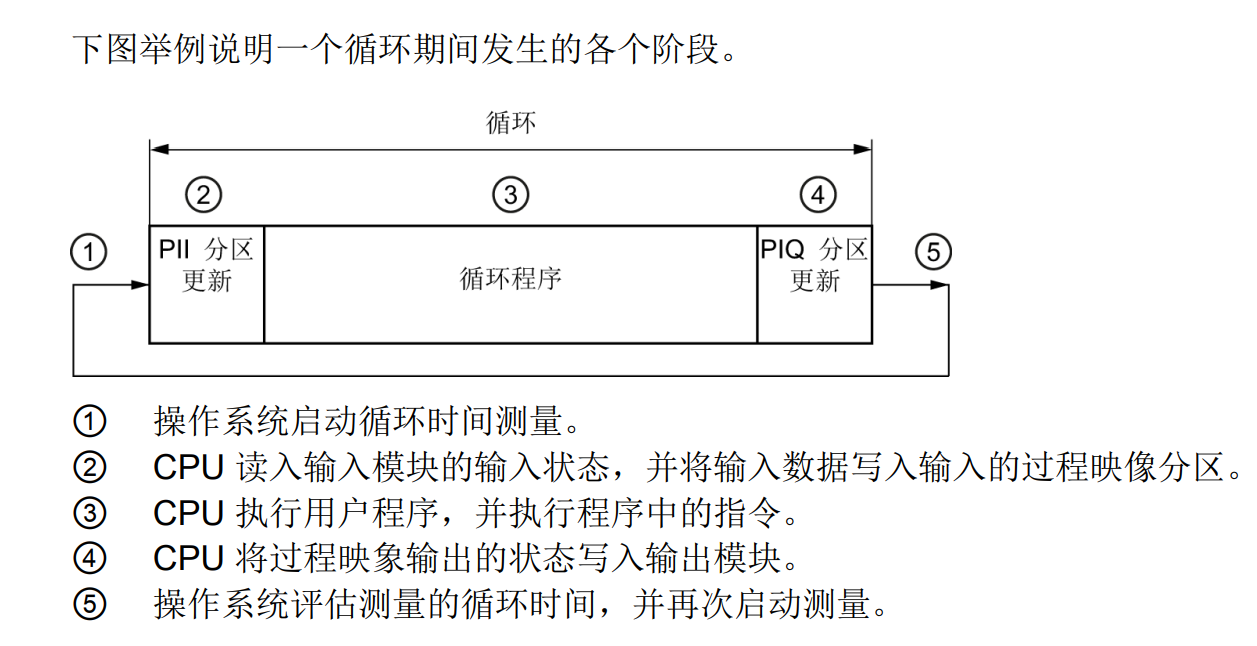 下图举例说明一个循环期间发生的各个阶段。
循环
② ③ ④
① ⑤
PII 分区
更新
循环程序
PIQ 分区
更新
① 操作系统启动循环时间测量。
② CPU 读入输入模块的输入状态，并将输入数据写入输入的过程映像分区。
③ CPU 执行用户程序，并执行程序中的指令。
④ CPU 将过程映象输出的状态写入输出模块。
⑤ 操作系统评估测量的循环时间，并再次启动测量。